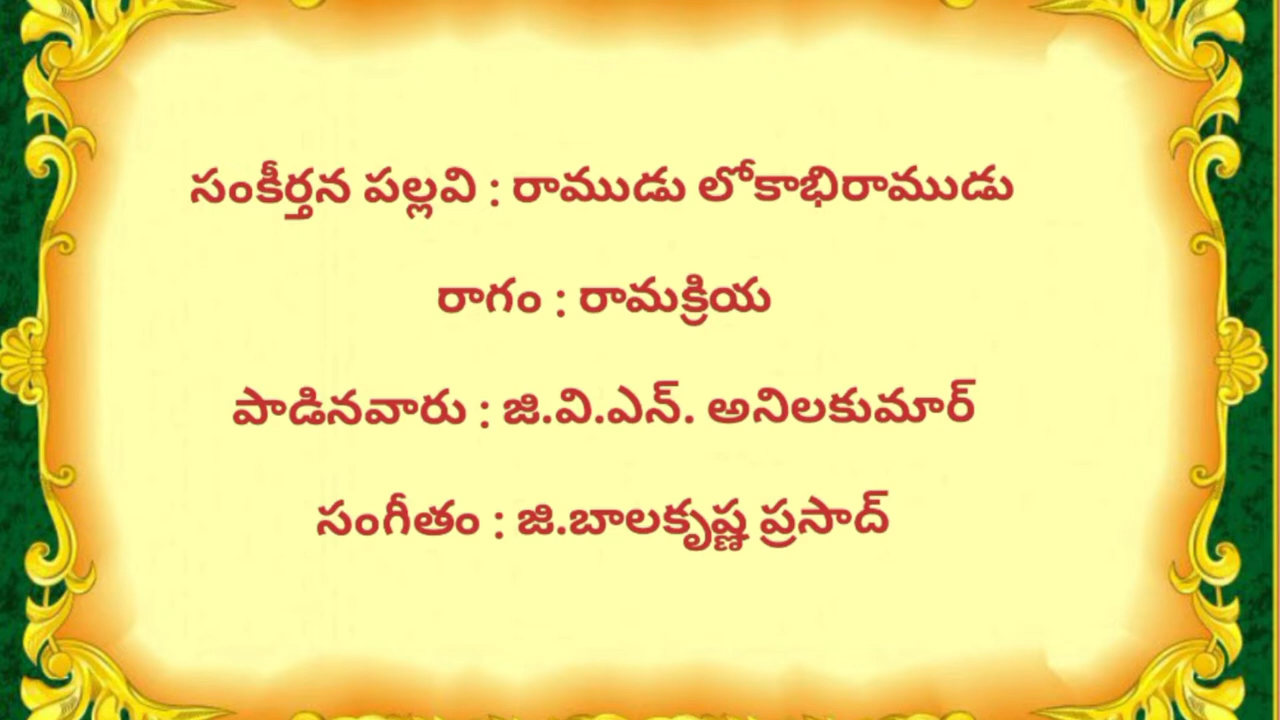 సంకీర్తన పల్లవి : రాముడు లోకాభిరాముడు
రాగం : రామక్రియ
పాడినవారు : జి.వి.ఎన్. అనిలకుమార్
సంగీతం : జి.బాలకృష్ణ ప్రసాద్